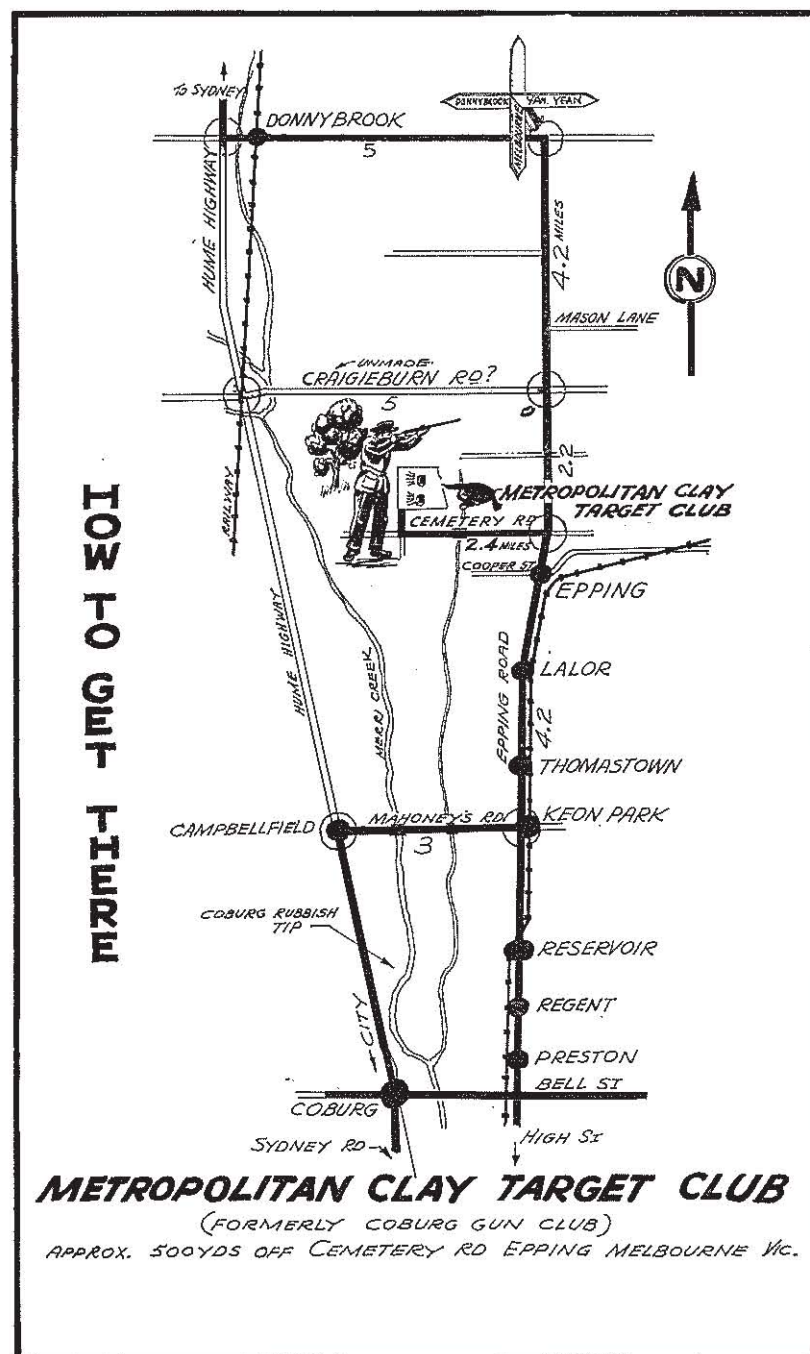 TO SYDNEY
DONNYBROOK
5
DONNYBROOK
YAN. YEAN
MELBOURNE
HUME HIGHWAY
4.2 MILES
N
MASON LANE
UNMADE
CRAIGIEBURN RD?
5
2.2
RAILWAY
METROPOLITAN CLAY
TARGET CLUB
CEMETERY RD
2.4 MILES
COOPER ST
EPPING
HOW TO GET THERE
HUME HIGHWAY
MERRI CREEK
EPPING ROAD
LALOR
4.2
THOMASTOWN
CAMPBELLFIELD
MAHONEY'S RD
3
KEON PARK
COBURG RUBBISH
TIP
RESERVOIR
REGENT
CITY
PRESTON
BELL ST
COBURG
SYDNEY RD
HIGH ST
METROPOLITAN CLAY TARGET CLUB
(FORMERLY COBURG GUN CLUB)
APPROX. 500YDS OFF CEMETERY RD EPPING MELBOURNE VIC.